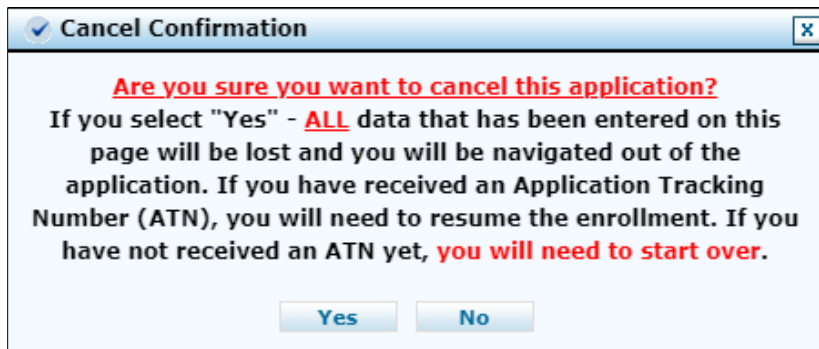 Cancel Confirmation
x
Are you sure you want to cancel this application?
If you select "Yes" - ALL data that has been entered on this
page will be lost and you will be navigated out of the
application. If you have received an Application Tracking
Number (ATN), you will need to resume the enrollment. If you
have not received an ATN yet, you will need to start over.
Yes No